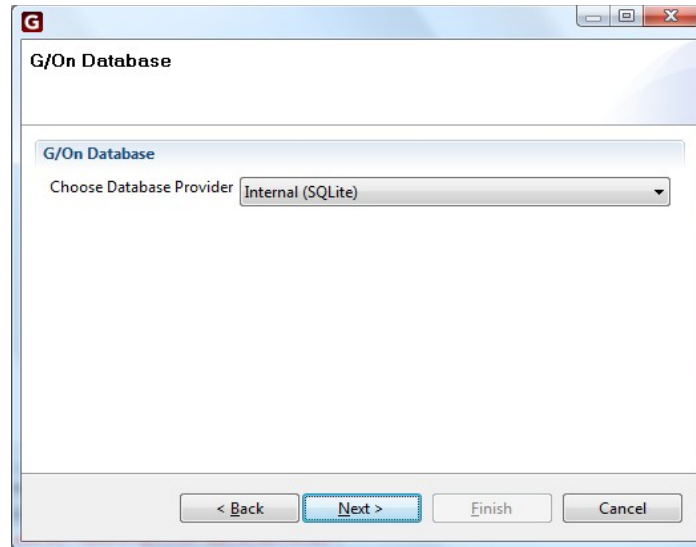 G
G/On Database
G/On Database
Choose Database Provider Internal (SQLite)
< Back Next > Finish Cancel